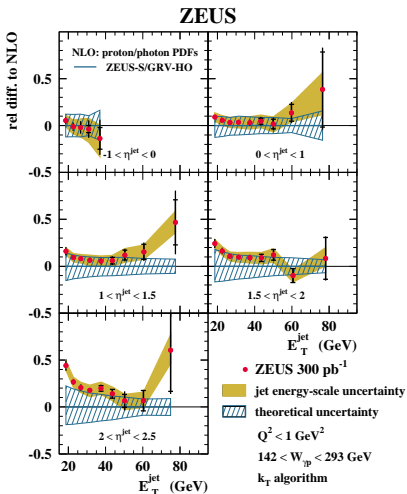 ZEUS
rel diff. to NLO
NLO: proton/photon PDFs
ZEUS-S/GRV-HO
0.5
0
-0.5
-1 < η^jet < 0
0 < η^jet < 1
0.5
0
-0.5
1 < η^jet < 1.5
1.5 < η^jet < 2
20 40 60 80
E_T^jet (GeV)
0.5
0
-0.5
2 < η^jet < 2.5
20 40 60 80
E_T^jet (GeV)
ZEUS 300 pb^-1
jet energy-scale uncertainty
theoretical uncertainty
Q^2 < 1 GeV^2
142 < W_γp < 293 GeV
k_T algorithm